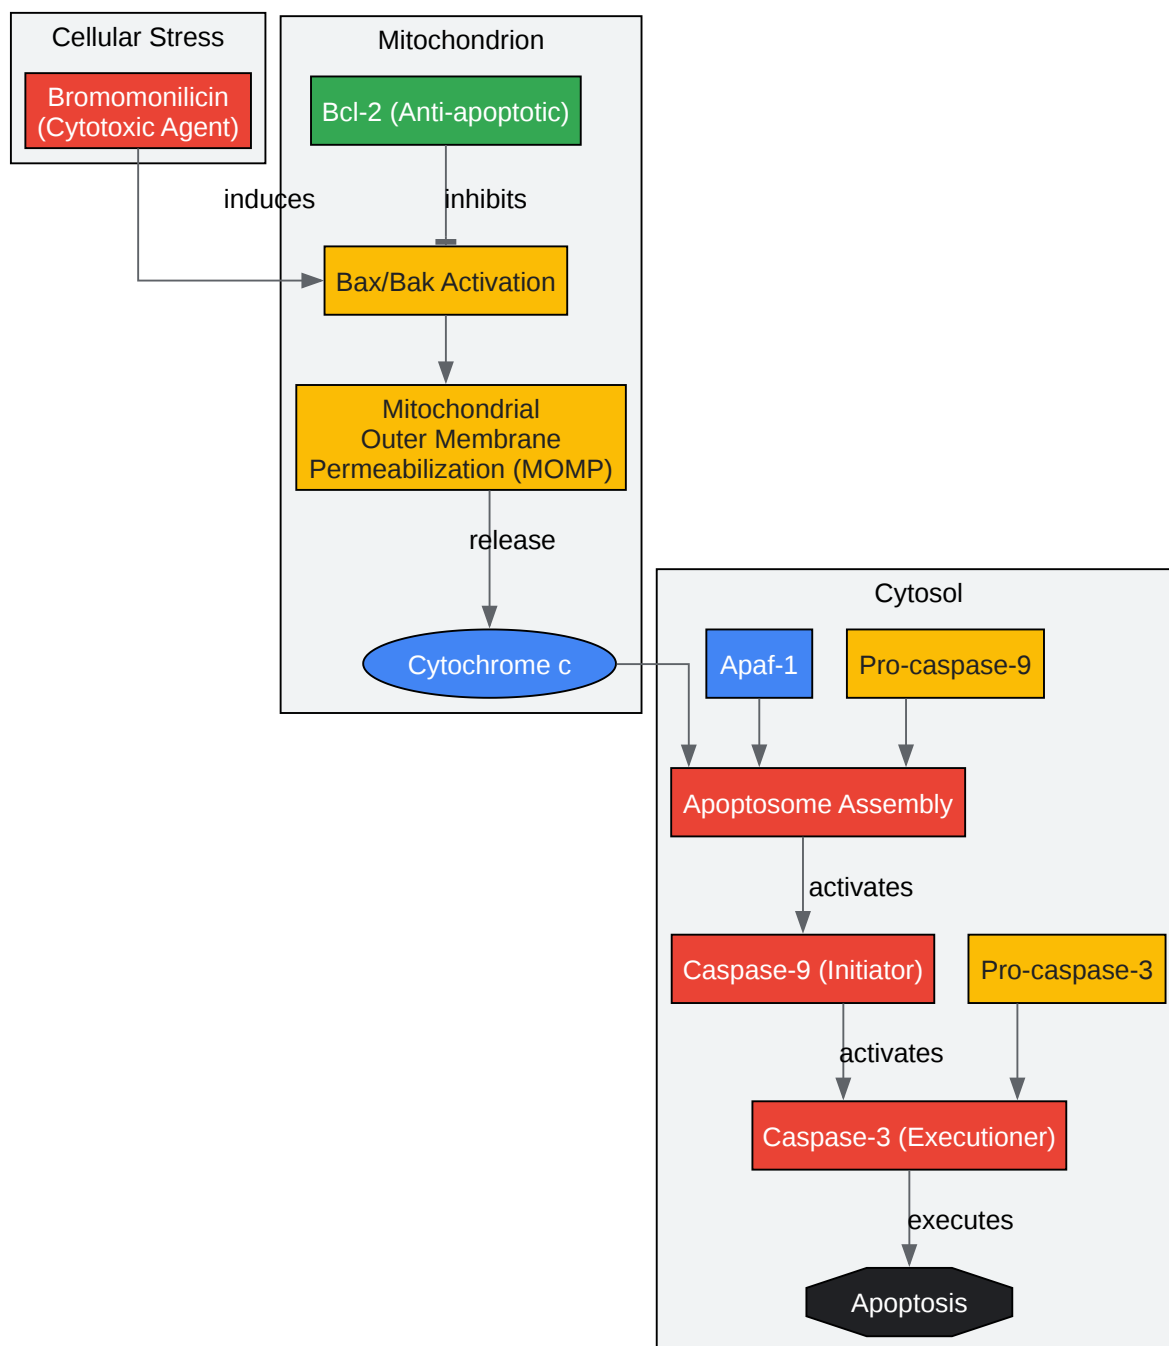 Cellular Stress
Bromomonilicin
(Cytotoxic Agent)
Mitochondrion
Bcl-2 (Anti-apoptotic)
induces
inhibits
Bax/Bak Activation
Mitochondrial
Outer Membrane
Permeabilization (MOMP)
release
Cytochrome c
Cytosol
Apaf-1
Pro-caspase-9
Apoptosome Assembly
activates
Caspase-9 (Initiator)
Pro-caspase-3
activates
Caspase-3 (Executioner)
executes
Apoptosis